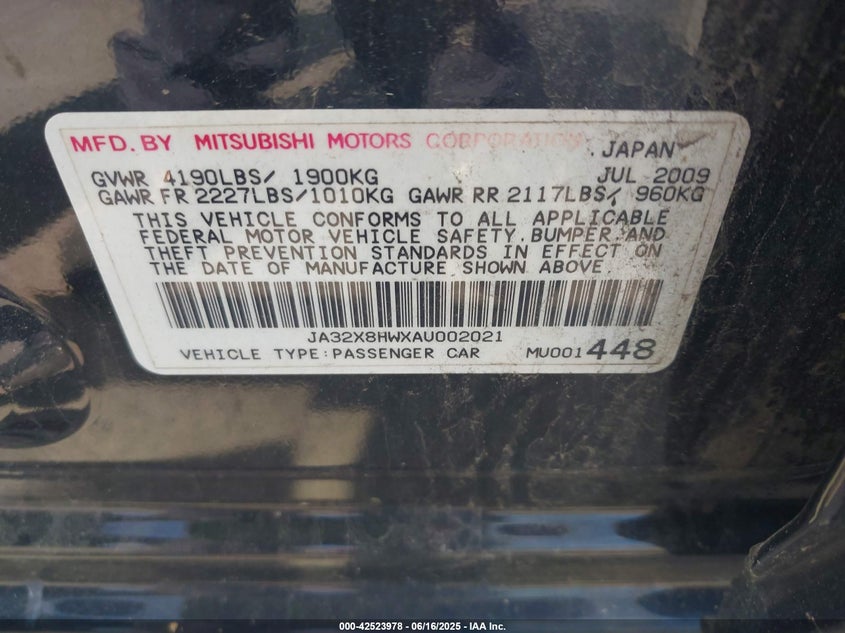 MFD. BY MITSUBISHI MOTORS CORPORATION . JAPAN
GVWR 4190LBS/ 1900KG JUL 2009
GAWR FR 2227LBS/1010KG GAWR RR 2117LBS/ 960KG
THIS VEHICLE CONFORMS TO ALL APPLICABLE
FEDERAL MOTOR VEHICLE SAFETY.BUMPER.AND
THEFT PREVENTION STANDARDS IN EFFECT ON
THE DATE OF MANUFACTURE SHOWN ABOVE
JA32X8HWXAU002021
VEHICLE TYPE:PASSENGER CAR MU001448
000-42523978 - 06/16/2025 - IAA Inc.